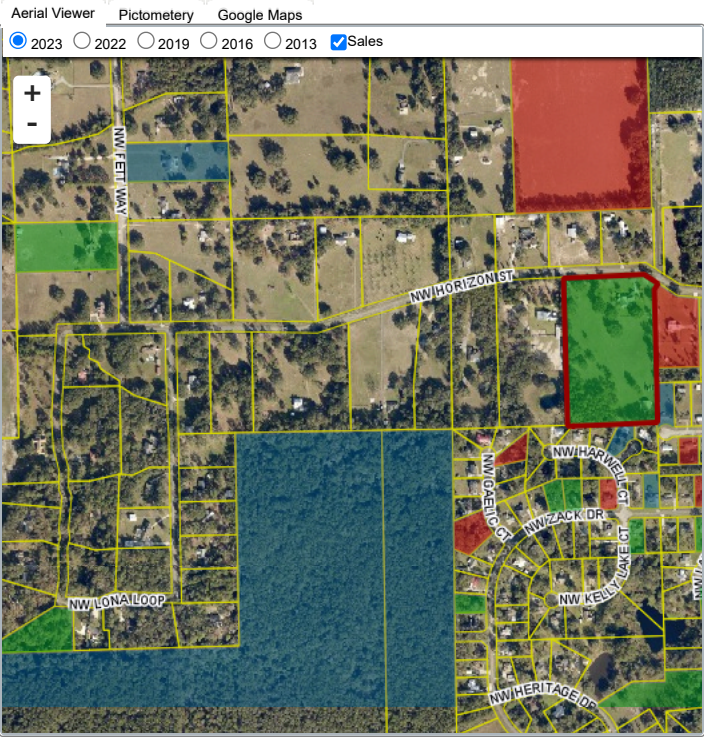 Aerial Viewer Pictometery Google Maps
2023 2022 2019 2016 2013 Sales
+
-
NW FEIT WAY
NW HORIZON ST
NW HARWELL CT
NW GAELIC CT
NW ZACK DR
NW KELLY LAKE CT
NW LONA LOOP
NW HERITAGE DR